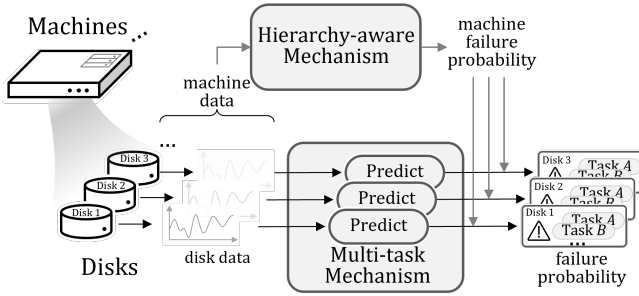 Machines
...
Hierarchy-aware
Mechanism
machine
failure
probability
machine
data
...
Disk 3
Disk 2
Disk 1
Disks
disk data
Predict
Predict
Predict
Multi-task
Mechanism
Disk 3
Task A
Task B
Disk 2
Task A
Task B
Disk 1
Task A
Task B
...
failure
probability